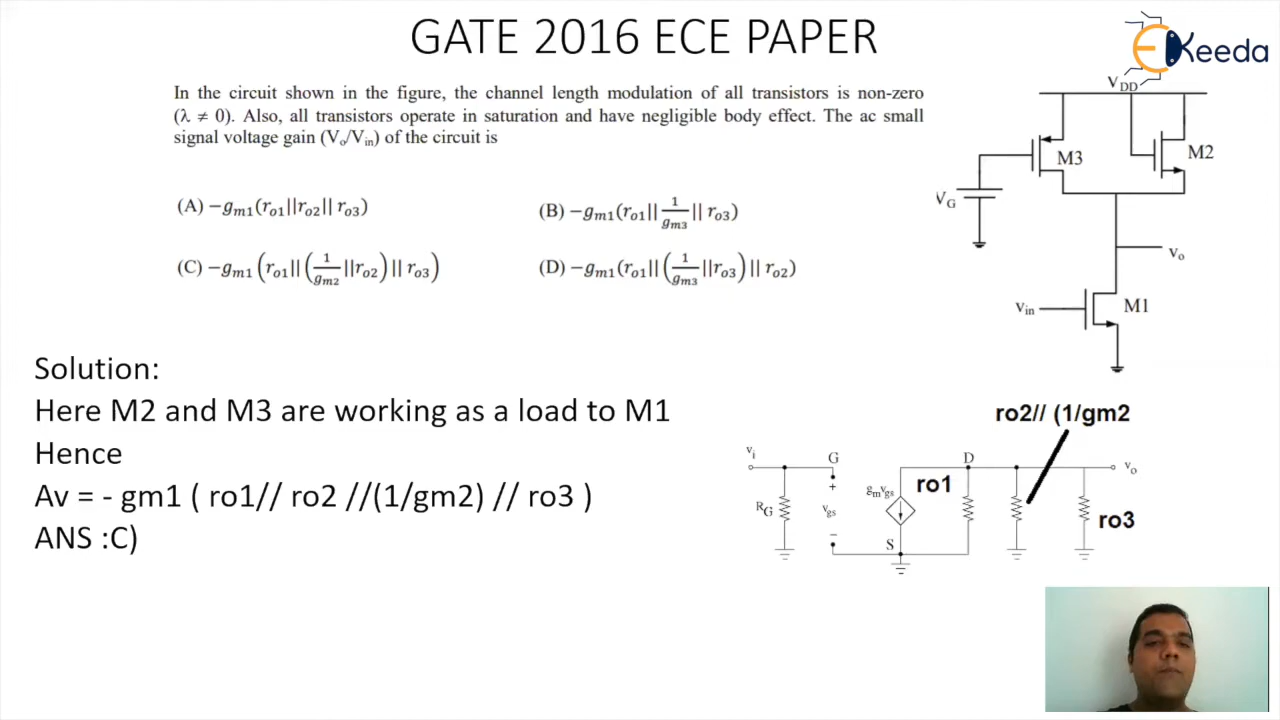 GATE 2016 ECE PAPER
EKeeda
In the circuit shown in the figure, the channel length modulation of all transistors is non-zero
(λ ≠ 0). Also, all transistors operate in saturation and have negligible body effect. The ac small
signal voltage gain (Vo/Vin) of the circuit is
(A) −gm1(ro1||ro2|| ro3)
(B) −gm1(ro1|| 1/gm3 || ro3)
(C) −gm1 (ro1|| (1/gm2 ||ro2) || ro3)
(D) −gm1(ro1|| (1/gm3 ||ro3) || ro2)
VDD
M3
M2
VG
Vo
Vin
M1
Solution:
Here M2 and M3 are working as a load to M1
Hence
Av = - gm1 ( ro1// ro2 //(1/gm2) // ro3 )
ANS :C)
ro2// (1/gm2
vi
G
D
vo
+
gmvgs
ro1
RG
vgs
ro3
−
S